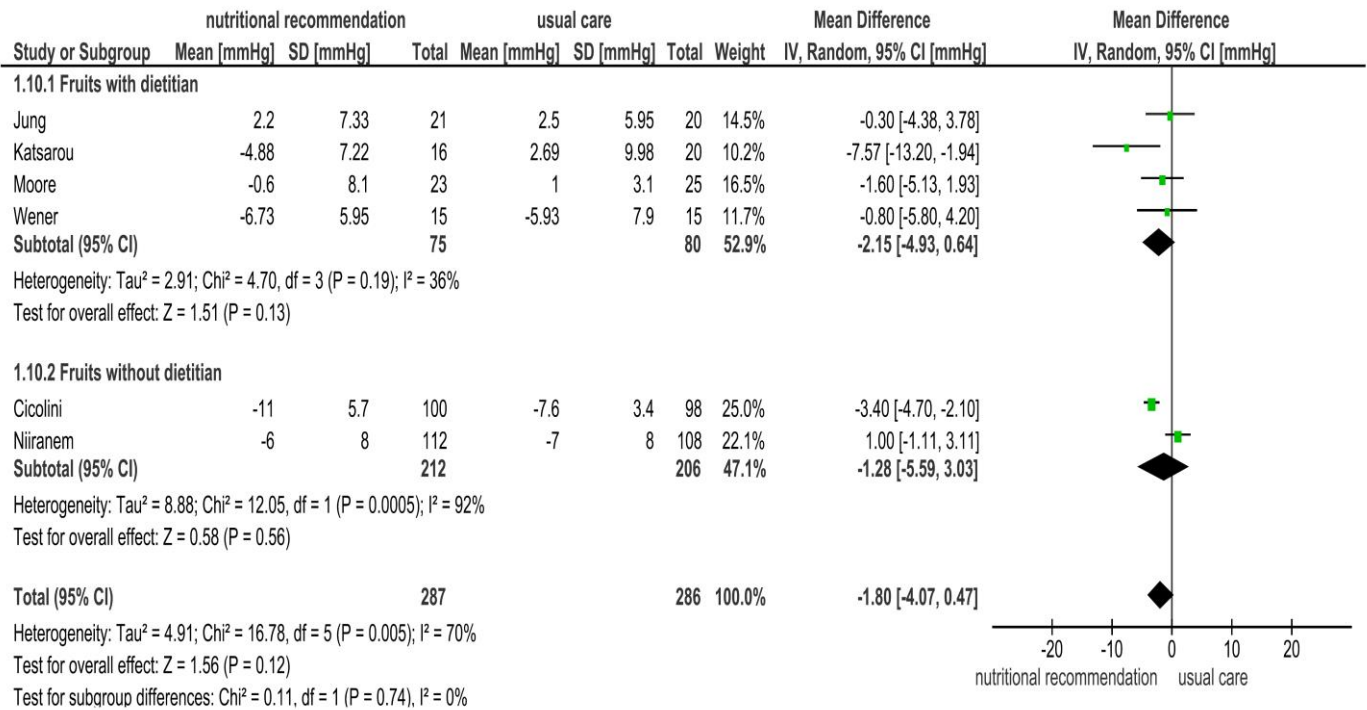 nutritional recommendation usual care Mean Difference Mean Difference
Study or Subgroup Mean [mmHg] SD [mmHg] Total Mean [mmHg] SD [mmHg] Total Weight IV, Random, 95% CI [mmHg] IV, Random, 95% CI [mmHg]
1.10.1 Fruits with dietitian
Jung 2.2 7.33 21 2.5 5.95 20 14.5% -0.30 [-4.38, 3.78]
Katsarou -4.88 7.22 16 2.69 9.98 20 10.2% -7.57 [-13.20, -1.94]
Moore -0.6 8.1 23 1 3.1 25 16.5% -1.60 [-5.13, 1.93]
Wener -6.73 5.95 15 -5.93 7.9 15 11.7% -0.80 [-5.80, 4.20]
Subtotal (95% CI) 75 80 52.9% -2.15 [-4.93, 0.64]
Heterogeneity: Tau² = 2.91; Chi² = 4.70, df = 3 (P = 0.19); I² = 36%
Test for overall effect: Z = 1.51 (P = 0.13)
1.10.2 Fruits without dietitian
Cicolini -11 5.7 100 -7.6 3.4 98 25.0% -3.40 [-4.70, -2.10]
Niiranem -6 8 112 -7 8 108 22.1% 1.00 [-1.11, 3.11]
Subtotal (95% CI) 212 206 47.1% -1.28 [-5.59, 3.03]
Heterogeneity: Tau² = 8.88; Chi² = 12.05, df = 1 (P = 0.0005); I² = 92%
Test for overall effect: Z = 0.58 (P = 0.56)
Total (95% CI) 287 286 100.0% -1.80 [-4.07, 0.47]
Heterogeneity: Tau² = 4.91; Chi² = 16.78, df = 5 (P = 0.005); I² = 70%
Test for overall effect: Z = 1.56 (P = 0.12)
Test for subgroup differences: Chi² = 0.11, df = 1 (P = 0.74), I² = 0%
-20 -10 0 10 20
nutritional recommendation usual care